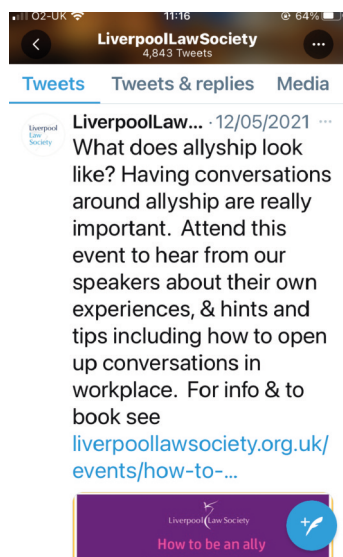 O2-UK 11:16 64%
LiverpoolLawSociety
4,843 Tweets
Tweets Tweets & replies Media
LiverpoolLaw... · 12/05/2021 ...
What does allyship look
like? Having conversations
around allyship are really
important. Attend this
event to hear from our
speakers about their own
experiences, & hints and
tips including how to open
up conversations in
workplace. For info & to
book see
liverpoollawsociety.org.uk/
events/how-to-...
Liverpool
Law
Society
Liverpool Law Society
How to be an ally